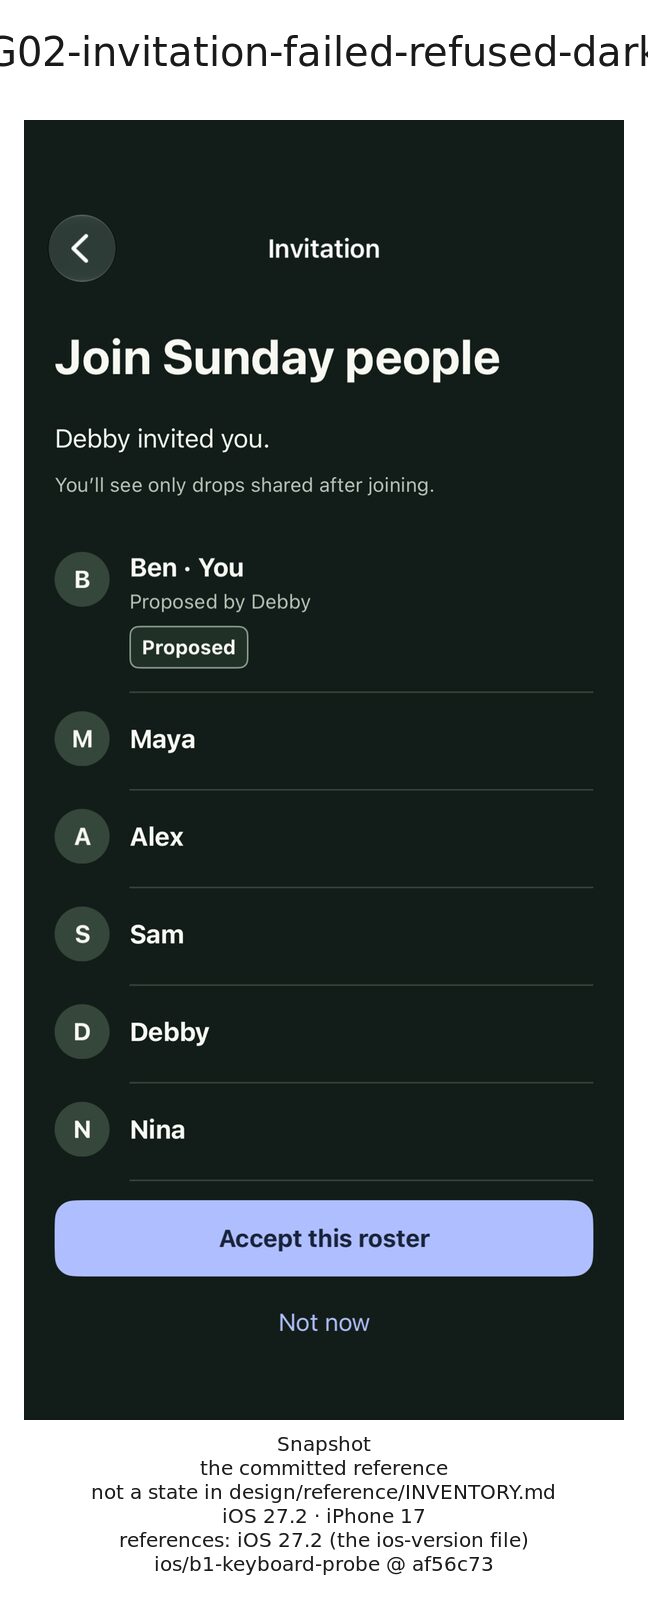 G02-invitation-failed-refused-dark
Invitation
Join Sunday people
Debby invited you.
You’ll see only drops shared after joining.
B
Ben · You
Proposed by Debby
Proposed
M
Maya
A
Alex
S
Sam
D
Debby
N
Nina
Accept this roster
Not now
Snapshot
the committed reference
not a state in design/reference/INVENTORY.md
iOS 27.2 · iPhone 17
references: iOS 27.2 (the ios-version file)
ios/b1-keyboard-probe @ af56c73